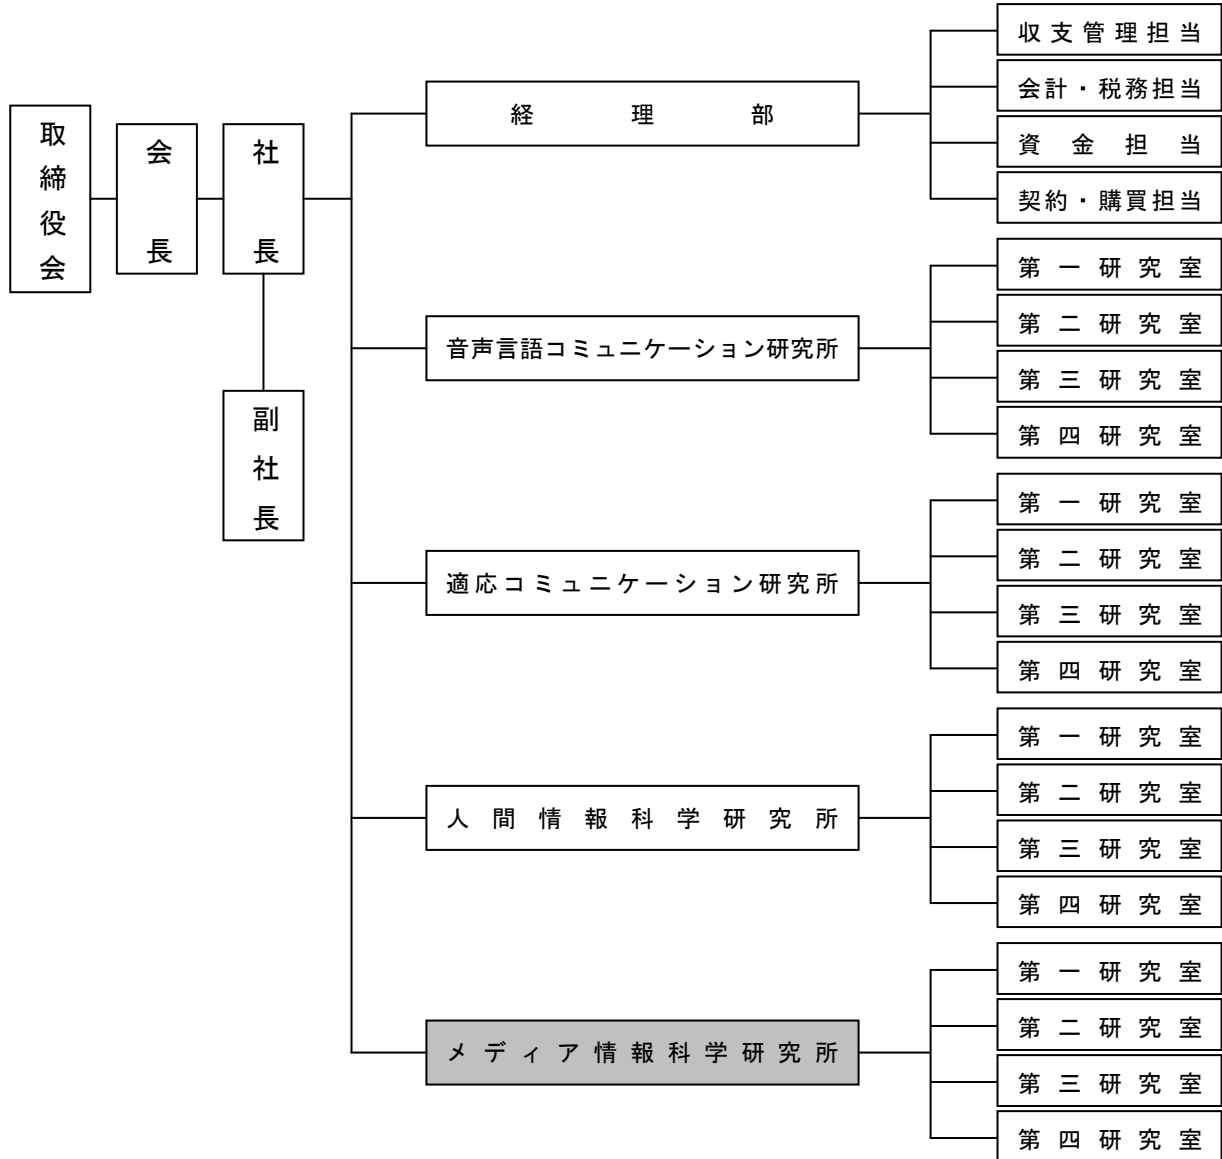 取締役会
会長
社長
副社長
経理部
収支管理担当
会計・税務担当
資金担当
契約・購買担当
音声言語コミュニケーション研究所
第一研究室
第二研究室
第三研究室
第四研究室
適応コミュニケーション研究所
第一研究室
第二研究室
第三研究室
第四研究室
人間情報科学研究所
第一研究室
第二研究室
第三研究室
第四研究室
メディア情報科学研究所
第一研究室
第二研究室
第三研究室
第四研究室